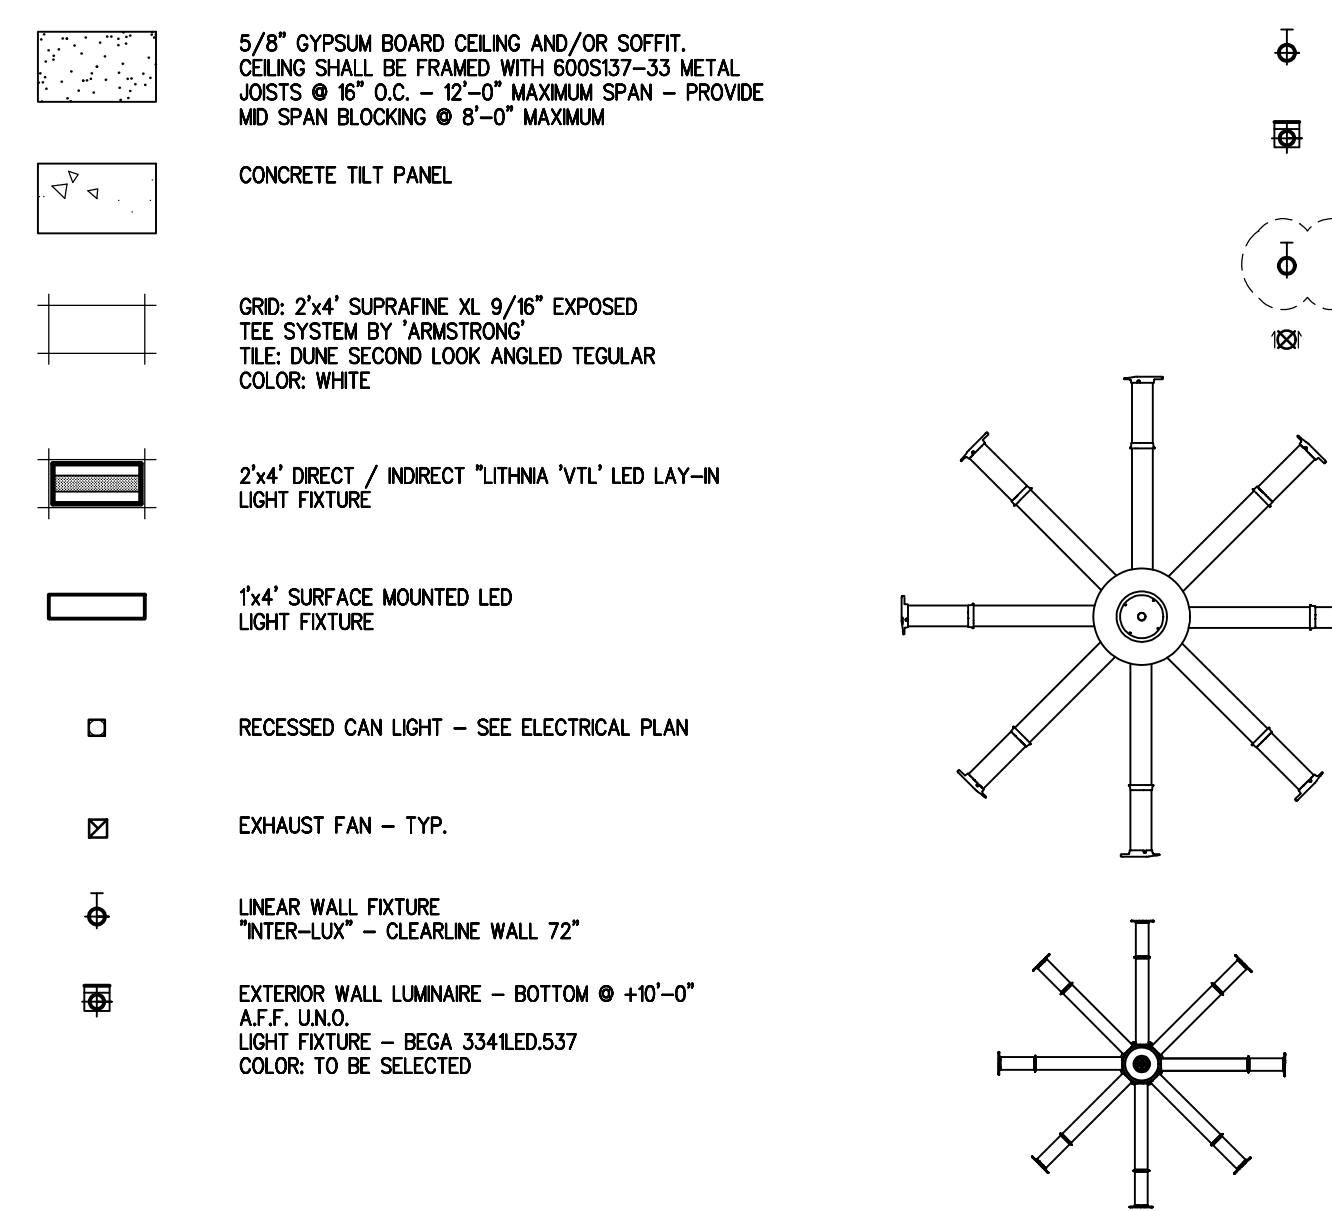 5/8" GYPSUM BOARD CEILING AND/OR SOFFIT.
CEILING SHALL BE FRAMED WITH 600S137-33 METAL
JOISTS @ 16" O.C. - 12'-0" MAXIMUM SPAN - PROVIDE
MID SPAN BLOCKING @ 8'-0" MAXIMUM
CONCRETE TILT PANEL
GRID: 2'x4' SUPRAFINE XL 9/16" EXPOSED
TEE SYSTEM BY 'ARMSTRONG'
TILE: DUNE SECOND LOOK ANGLED TEGULAR
COLOR: WHITE
2'x4' DIRECT / INDIRECT "LITHNIA 'VTL' LED LAY-IN
LIGHT FIXTURE
1'x4' SURFACE MOUNTED LED
LIGHT FIXTURE
RECESSED CAN LIGHT - SEE ELECTRICAL PLAN
EXHAUST FAN - TYP.
LINEAR WALL FIXTURE
"INTER-LUX" - CLEARLINE WALL 72"
EXTERIOR WALL LUMINAIRE - BOTTOM @ +10'-0"
A.F.F. U.N.O.
LIGHT FIXTURE - BEGA 3341LED.537
COLOR: TO BE SELECTED